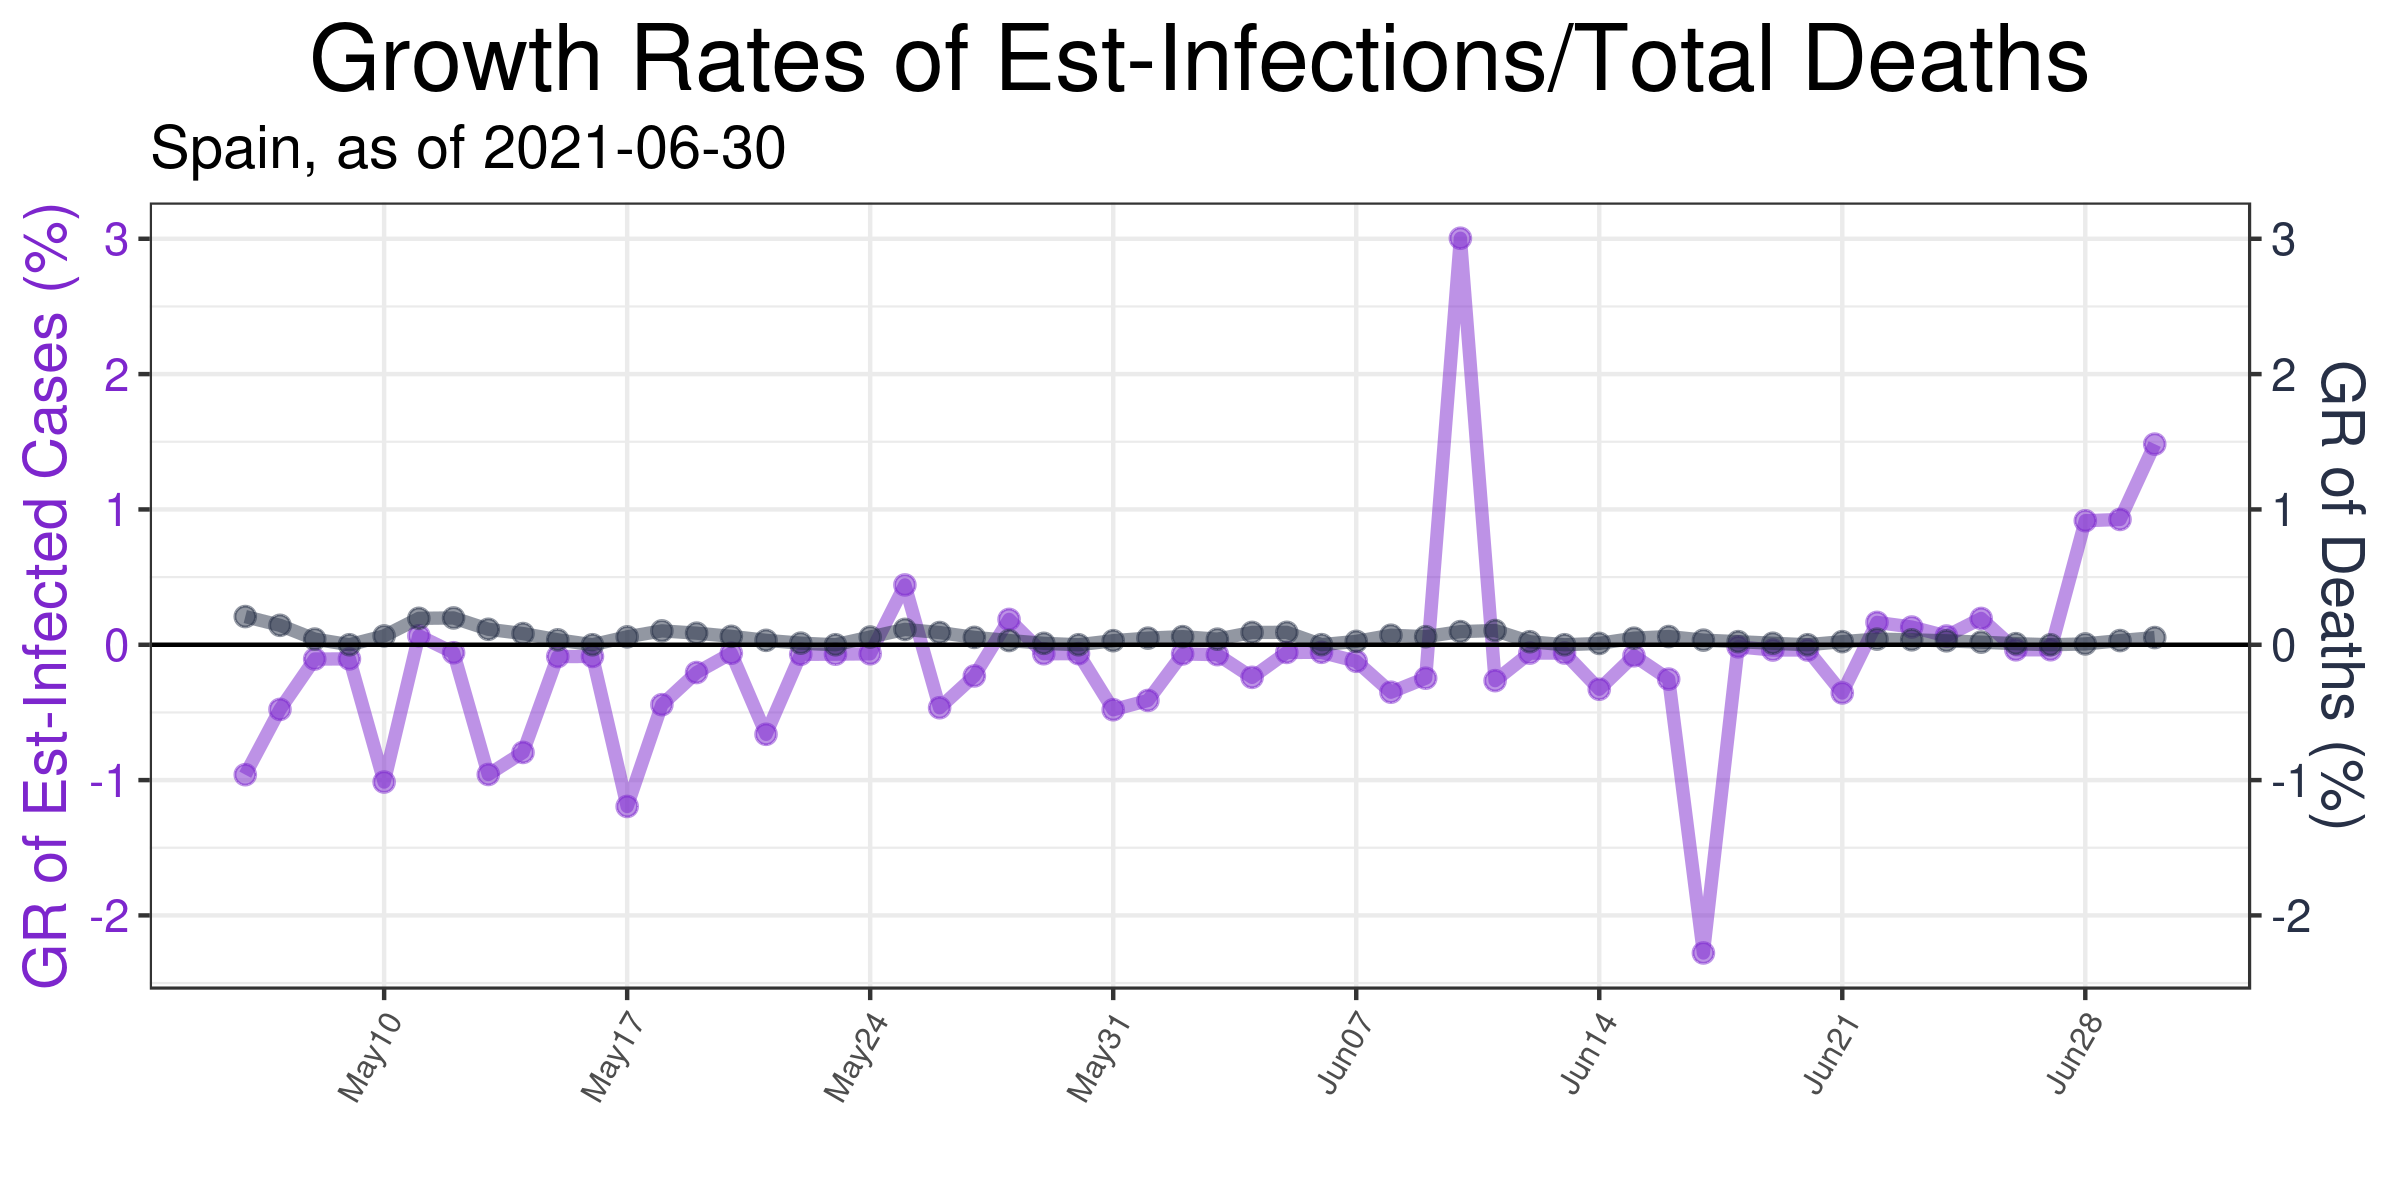 Growth Rates of Est-Infections/Total Deaths
Spain, as of 2021-06-30
GR of Est-Infected Cases (%)
3
2
1
0
-1
-2
3
2
1
0
-1
-2
GR of Deaths (%)
May10
May17
May24
May31
Jun07
Jun14
Jun21
Jun28